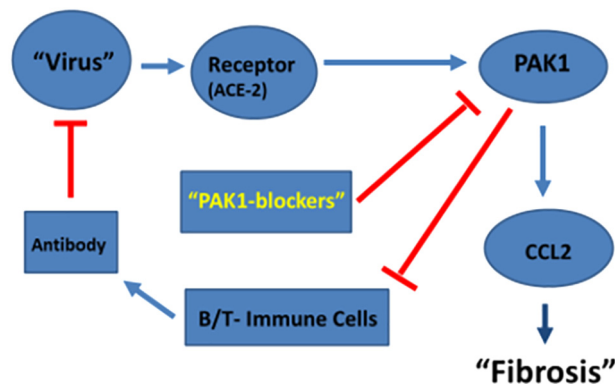 “Virus”
Receptor
(ACE-2)
PAK1
“PAK1-blockers”
Antibody
CCL2
B/T- Immune Cells
“Fibrosis”